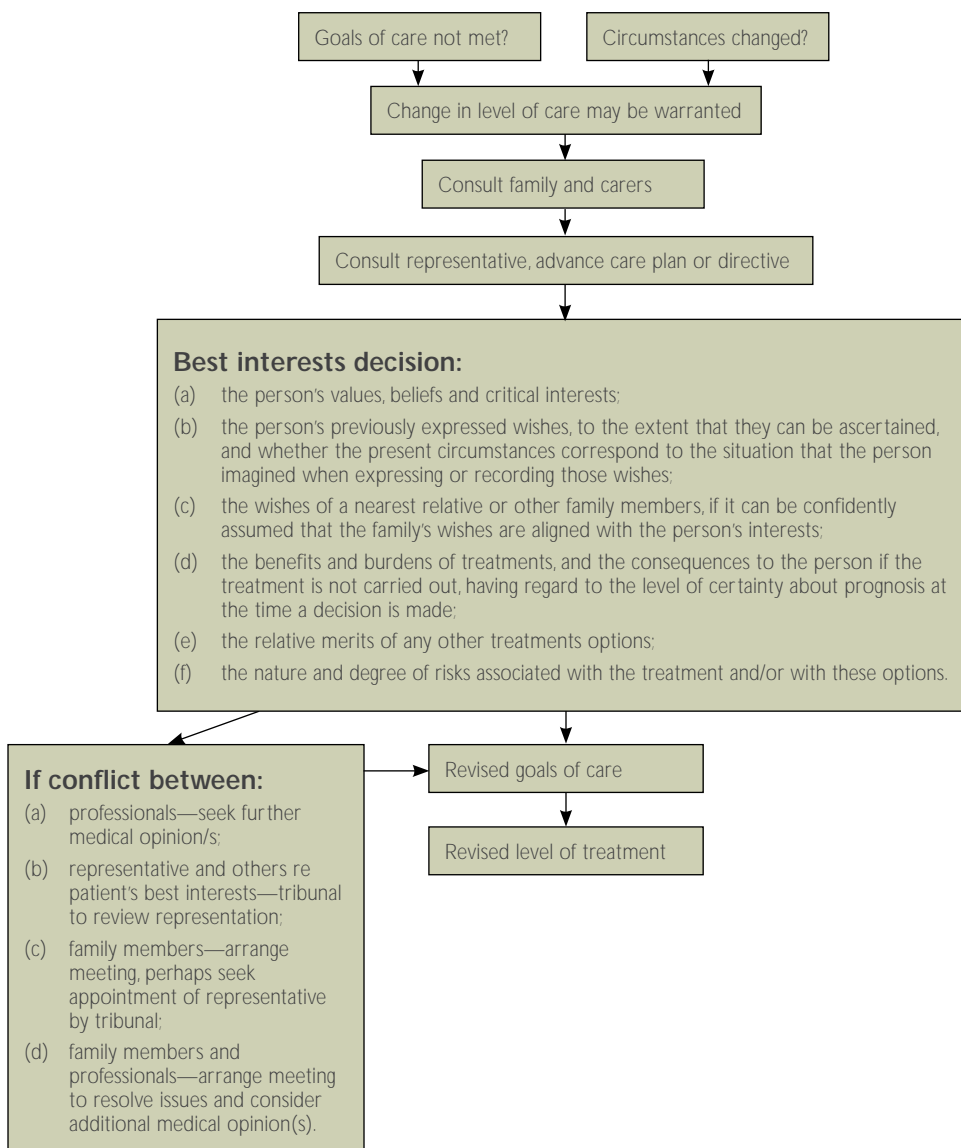 Goals of care not met?
Circumstances changed?
Change in level of care may be warranted
Consult family and carers
Consult representative, advance care plan or directive
Best interests decision:
(a) the person's values, beliefs and critical interests;
(b) the person's previously expressed wishes, to the extent that they can be ascertained,
and whether the present circumstances correspond to the situation that the person
imagined when expressing or recording those wishes;
(c) the wishes of a nearest relative or other family members, if it can be confidently
assumed that the family's wishes are aligned with the person's interests;
(d) the benefits and burdens of treatments, and the consequences to the person if the
treatment is not carried out, having regard to the level of certainty about prognosis at
the time a decision is made;
(e) the relative merits of any other treatments options;
(f) the nature and degree of risks associated with the treatment and/or with these options.
If conflict between:
(a) professionals—seek further
medical opinion/s;
(b) representative and others re
patient's best interests—tribunal
to review representation;
(c) family members—arrange
meeting, perhaps seek
appointment of representative
by tribunal;
(d) family members and
professionals—arrange meeting
to resolve issues and consider
additional medical opinion(s).
Revised goals of care
Revised level of treatment